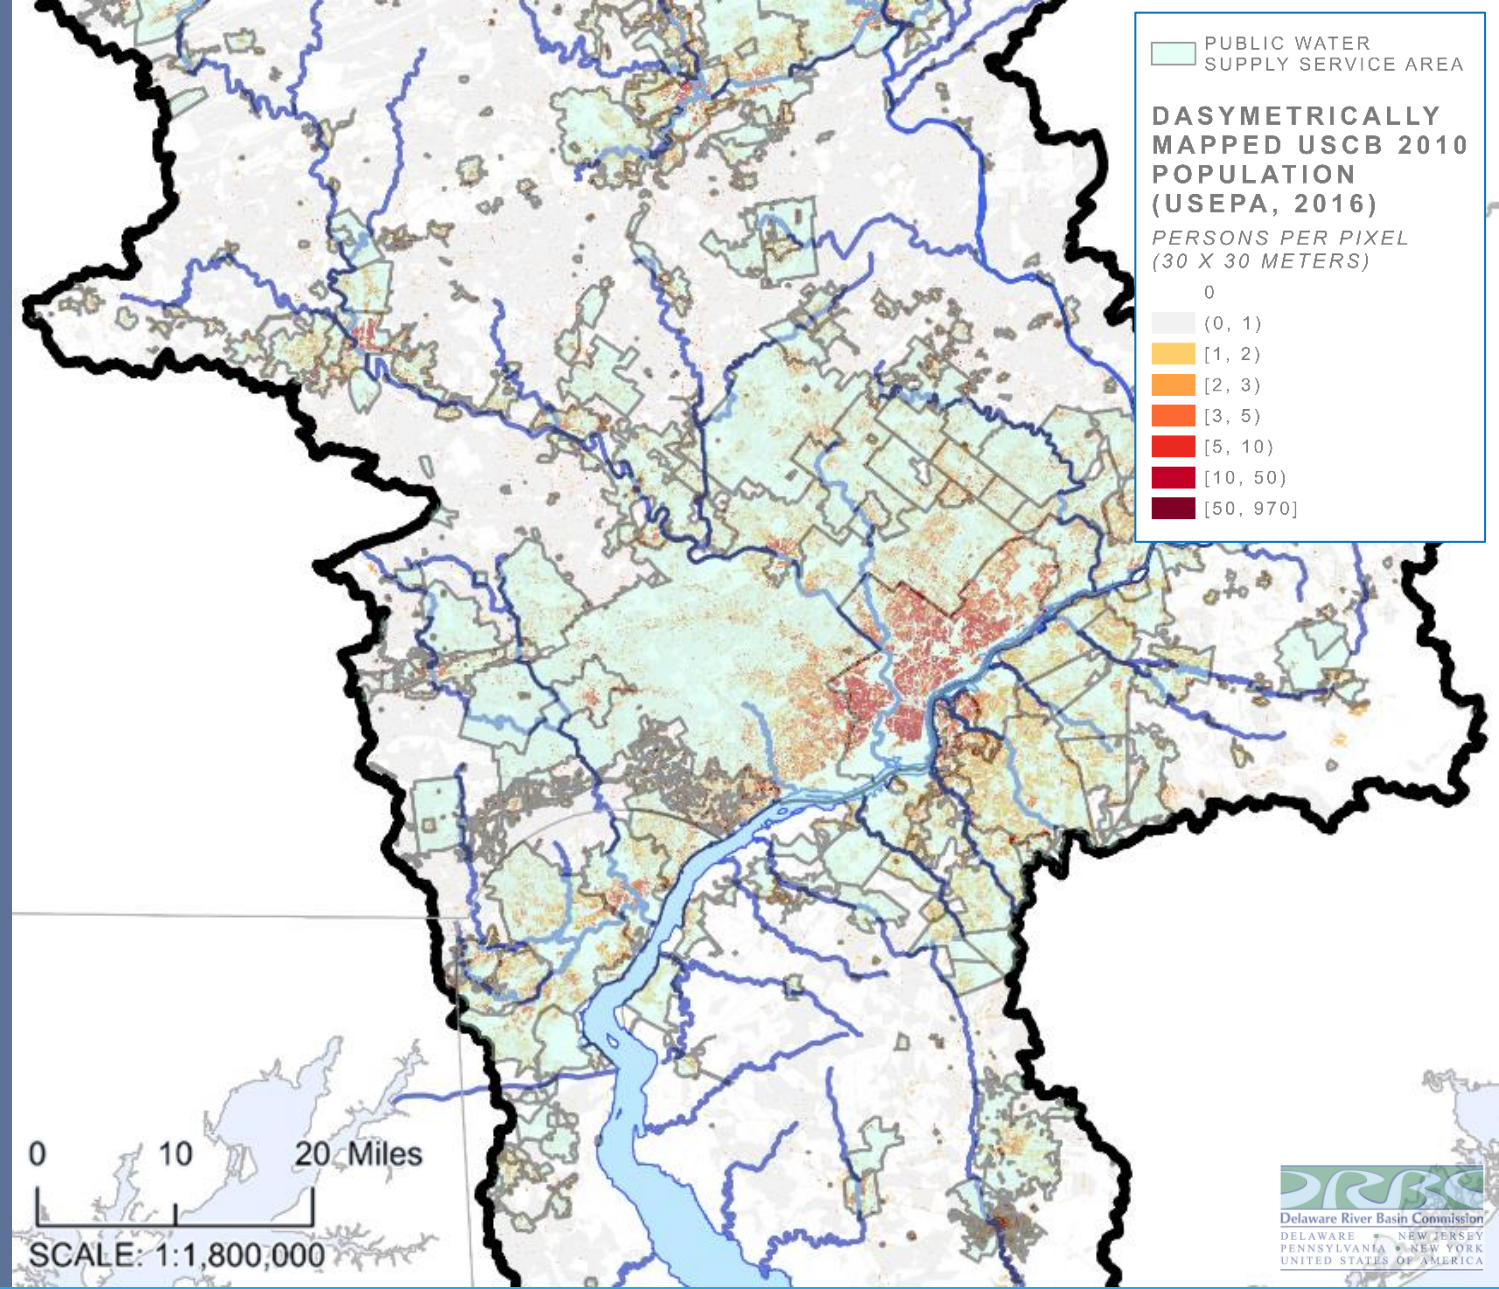 PUBLIC WATER
SUPPLY SERVICE AREA
DASYMETRICALLY
MAPPED USCB 2010
POPULATION
(USEPA, 2016)
PERSONS PER PIXEL
(30 X 30 METERS)
0
(0, 1)
[1, 2)
[2, 3)
[3, 5)
[5, 10)
[10, 50)
[50, 970]
0 10 20 Miles
SCALE: 1:1,800,000
DRBC
Delaware River Basin Commission
DELAWARE • NEW JERSEY
PENNSYLVANIA • NEW YORK
UNITED STATES OF AMERICA